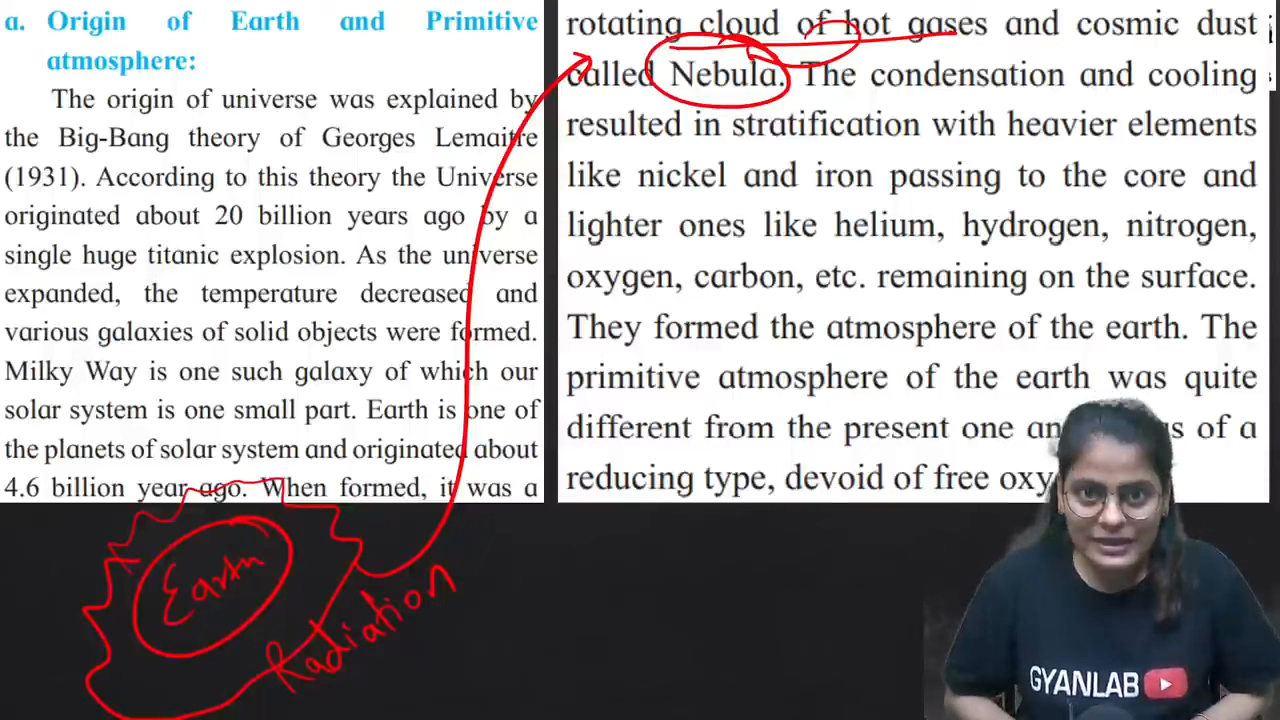 a. Origin of Earth and Primitive
atmosphere:
The origin of universe was explained by
the Big-Bang theory of Georges Lemaitre
(1931). According to this theory the Universe
originated about 20 billion years ago by a
single huge titanic explosion. As the universe
expanded, the temperature decreased and
various galaxies of solid objects were formed.
Milky Way is one such galaxy of which our
solar system is one small part. Earth is one of
the planets of solar system and originated about
4.6 billion year ago. When formed, it was a
rotating cloud of hot gases and cosmic dust
called Nebula. The condensation and cooling
resulted in stratification with heavier elements
like nickel and iron passing to the core and
lighter ones like helium, hydrogen, nitrogen,
oxygen, carbon, etc. remaining on the surface.
They formed the atmosphere of the earth. The
primitive atmosphere of the earth was quite
different from the present one of a
reducing type, devoid of free
Earth
Radiation
GYANLAB